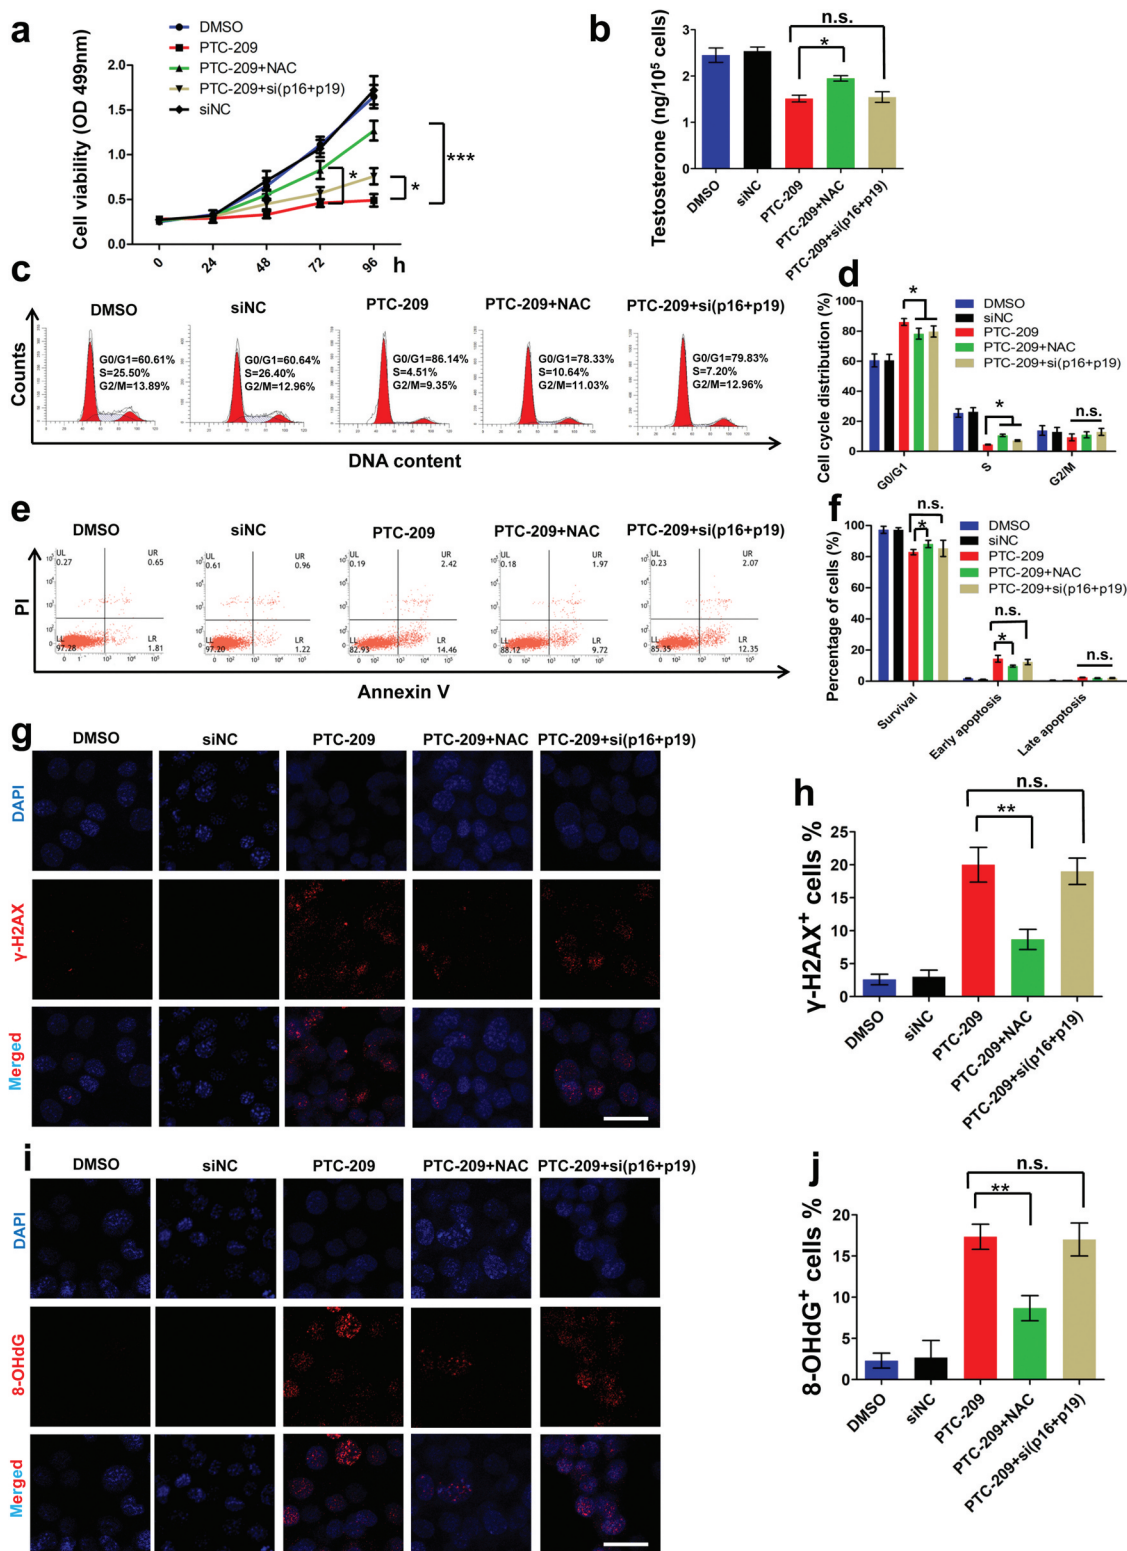 a
DMSO
PTC-209
PTC-209+NAC
PTC-209+si(p16+p19)
siNC
Cell viability (OD 499nm)
2.0
1.5
1.0
0.5
0.0
0
24
48
72
96
h
*
*
***
b
n.s.
*
Testosterone (ng/10⁵ cells)
3
2
1
0
DMSO
siNC
PTC-209
PTC-209+NAC
PTC-209+si(p16+p19)
c
DMSO
siNC
PTC-209
PTC-209+NAC
PTC-209+si(p16+p19)
Counts
G0/G1=60.61%
S=25.50%
G2/M=13.89%
G0/G1=60.64%
S=26.40%
G2/M=12.96%
G0/G1=86.14%
S=4.51%
G2/M=9.35%
G0/G1=78.33%
S=10.64%
G2/M=11.03%
G0/G1=79.83%
S=7.20%
G2/M=12.96%
DNA content
d
Cell cycle distribution (%)
100
80
60
40
20
0
DMSO
siNC
PTC-209
PTC-209+NAC
PTC-209+si(p16+p19)
*
*
n.s.
G0/G1
S
G2/M
e
DMSO
siNC
PTC-209
PTC-209+NAC
PTC-209+si(p16+p19)
PI
UL
0.27
UR
0.65
LL
97.28
LR
1.81
UL
0.61
UR
0.96
LL
97.20
LR
1.22
UL
0.19
UR
2.42
LL
82.93
LR
14.46
UL
0.18
UR
1.97
LL
88.12
LR
9.72
UL
0.23
UR
2.07
LL
85.35
LR
12.35
Annexin V
f
Percentage of cells (%)
100
80
60
40
20
0
n.s.
*
DMSO
siNC
PTC-209
PTC-209+NAC
PTC-209+si(p16+p19)
n.s.
*
n.s.
Survival
Early apoptosis
Late apoptosis
g
DMSO
siNC
PTC-209
PTC-209+NAC
PTC-209+si(p16+p19)
DAPI
γ-H2AX
Merged
h
n.s.
**
γ-H2AX⁺ cells %
25
20
15
10
5
0
DMSO
siNC
PTC-209
PTC-209+NAC
PTC-209+si(p16+p19)
i
DMSO
siNC
PTC-209
PTC-209+NAC
PTC-209+si(p16+p19)
DAPI
8-OHdG
Merged
j
n.s.
**
8-OHdG⁺ cells %
20
15
10
5
0
DMSO
siNC
PTC-209
PTC-209+NAC
PTC-209+si(p16+p19)